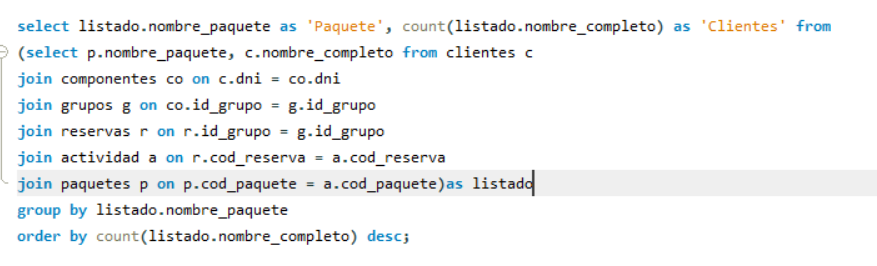 select listado.nombre_paquete as 'Paquete', count(listado.nombre_completo) as 'Clientes' from
(select p.nombre_paquete, c.nombre_completo from clientes c
join componentes co on c.dni = co.dni
join grupos g on co.id_grupo = g.id_grupo
join reservas r on r.id_grupo = g.id_grupo
join actividad a on r.cod_reserva = a.cod_reserva
join paquetes p on p.cod_paquete = a.cod_paquete)as listado
group by listado.nombre_paquete
order by count(listado.nombre_completo) desc;